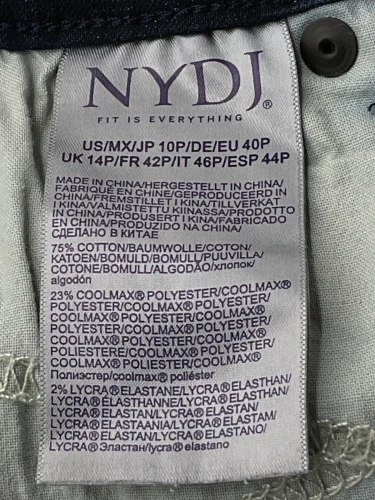 NYDJ®
FIT IS EVERYTHING
US/MX/JP 10P/DE/EU 40P
UK 14P/FR 42P/IT 46P/ESP 44P
MADE IN CHINA/HERGESTELLT IN CHINA/
FABRIQUÉ EN CHINE/GEPRODUCEERD IN
CHINA/FREMSTILLET I KINA/TILLVERKAT
I KINA/VALMISTETTU KIINASSA/PRODOTTO
IN CHINA/PRODUSERT I KINA/FABRICADO
EN CHINA/PRODUZIDO NA CHINA/
СДЕЛАНО В КИТАЕ
75% COTTON/BAUMWOLLE/COTON/
KATOEN/BOMULD/BOMULL/PUUVILLA/
COTONE/BOMULL/ALGODÃO/хлопок/
algodón
23% COOLMAX® POLYESTER/COOLMAX®
POLYESTER/COOLMAX® POLYESTER/
COOLMAX® POLYESTER/COOLMAX®
POLYESTER/COOLMAX® POLYESTER/
COOLMAX® POLYESTERI/COOLMAX®
POLIESTERE/COOLMAX® POLYESTER/
COOLMAX® POLIÉSTER/COOLMAX®
Полиэстер/coolmax® poliéster
2% LYCRA®ELASTANE/LYCRA®ELASTHAN/
LYCRA®ELASTHANNE/LYCRA®ELASTHAN/
LYCRA®ELASTAN/LYCRA®ELASTAN/
LYCRA®ELASTAANIA/LYCRA®ELASTAM/
LYCRA®ELASTAN/LYCRA®ELASTANO/
LYCRA®Эластан/lycra®elastano